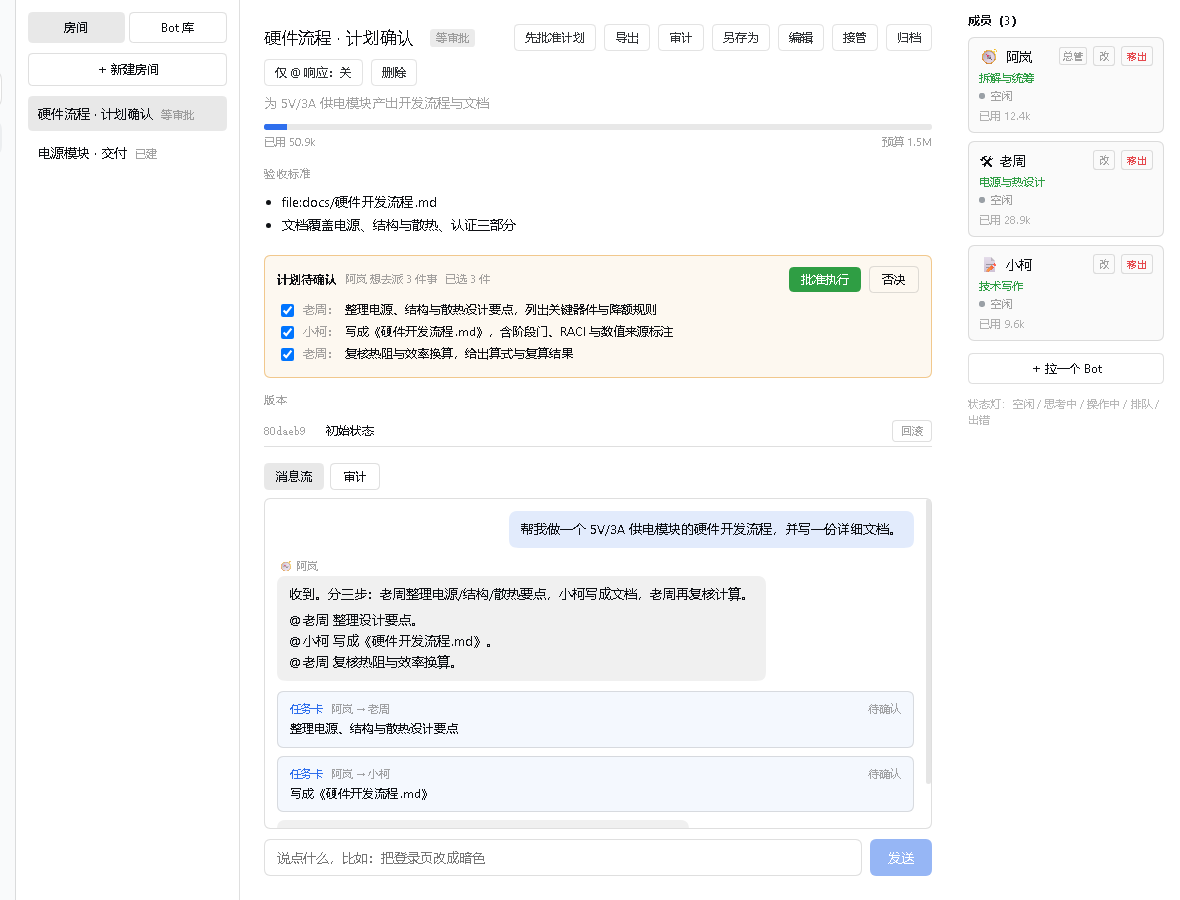 房间
Bot 库
+ 新建房间
硬件流程 · 计划确认 等审批
电源模块 · 交付 已建
硬件流程 · 计划确认 等审批
先批准计划
导出
审计
另存为
编辑
接管
归档
仅 @ 响应：关
删除
为 5V/3A 供电模块产出开发流程与文档
已用 50.9k
预算 1.5M
验收标准
file:docs/硬件开发流程.md
文档覆盖电源、结构与散热、认证三部分
计划待确认 阿岚 想去派 3 件事 已选 3 件
批准执行
否决
老周： 整理电源、结构与散热设计要点，列出关键器件与降额规则
小柯： 写成《硬件开发流程.md》，含阶段门、RACI 与数值来源标注
老周： 复核热阻与效率换算，给出算式与复算结果
版本
80daeb9 初始状态
回滚
消息流
审计
帮我做一个 5V/3A 供电模块的硬件开发流程，并写一份详细文档。
阿岚
收到。分三步：老周整理电源/结构/散热要点，小柯写成文档，老周再复核计算。
@老周 整理设计要点。
@小柯 写成《硬件开发流程.md》。
@老周 复核热阻与效率换算。
任务卡 阿岚 → 老周
待确认
整理电源、结构与散热设计要点
任务卡 阿岚 → 小柯
待确认
写成《硬件开发流程.md》
说点什么，比如：把登录页改成暗色
发送
成员（3）
阿岚
总管
改
移出
拆解与统筹
空闲
已用 12.4k
老周
改
移出
电源与热设计
空闲
已用 28.9k
小柯
改
移出
技术写作
空闲
已用 9.6k
+ 拉一个 Bot
状态灯：空闲 / 思考中 / 操作中 / 排队 /
出错